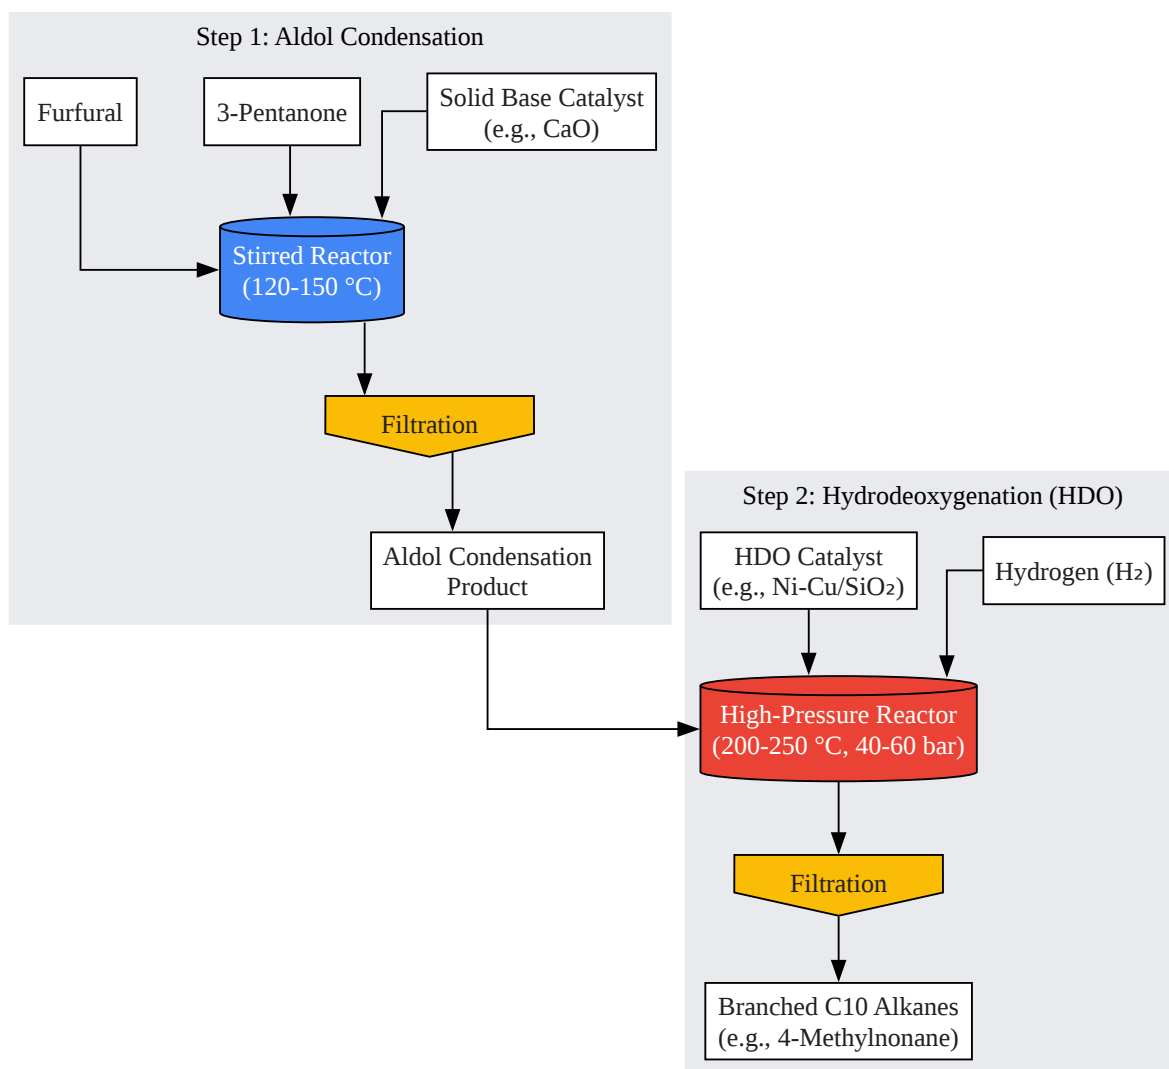 Step 1: Aldol Condensation
Furfural
3-Pentanone
Solid Base Catalyst
(e.g., CaO)
Stirred Reactor
(120-150 °C)
Filtration
Aldol Condensation
Product
Step 2: Hydrodeoxygenation (HDO)
HDO Catalyst
(e.g., Ni-Cu/SiO₂)
Hydrogen (H₂)
High-Pressure Reactor
(200-250 °C, 40-60 bar)
Filtration
Branched C10 Alkanes
(e.g., 4-Methylnonane)